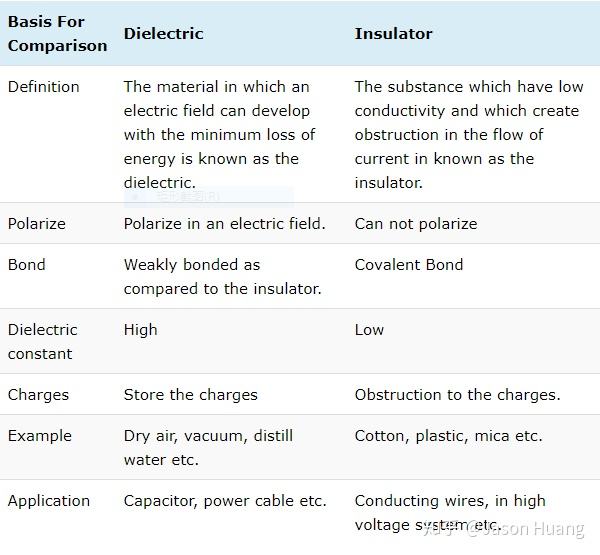 Basis For Comparison	Dielectric	Insulator
Definition	The material in which an electric field can develop with the minimum loss of energy is known as the dielectric.	The substance which have low conductivity and which create obstruction in the flow of current in known as the insulator.
矩形截图(R)
Polarize	Polarize in an electric field.	Can not polarize
Bond	Weakly bonded as compared to the insulator.	Covalent Bond
Dielectric constant	High	Low
Charges	Store the charges	Obstruction to the charges.
Example	Dry air, vacuum, distill water etc.	Cotton, plastic, mica etc.
Application	Capacitor, power cable etc.	Conducting wires, in high voltage system etc.
知乎 @Jason Huang